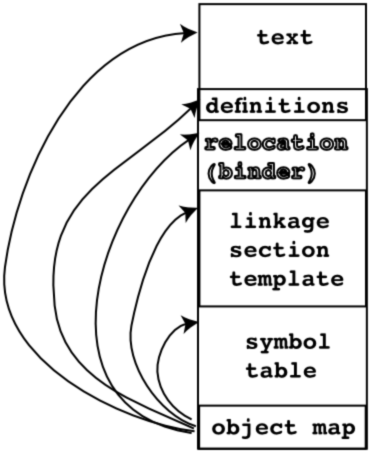 text
definitions
relocation
(binder)
linkage
section
template
symbol
table
object map